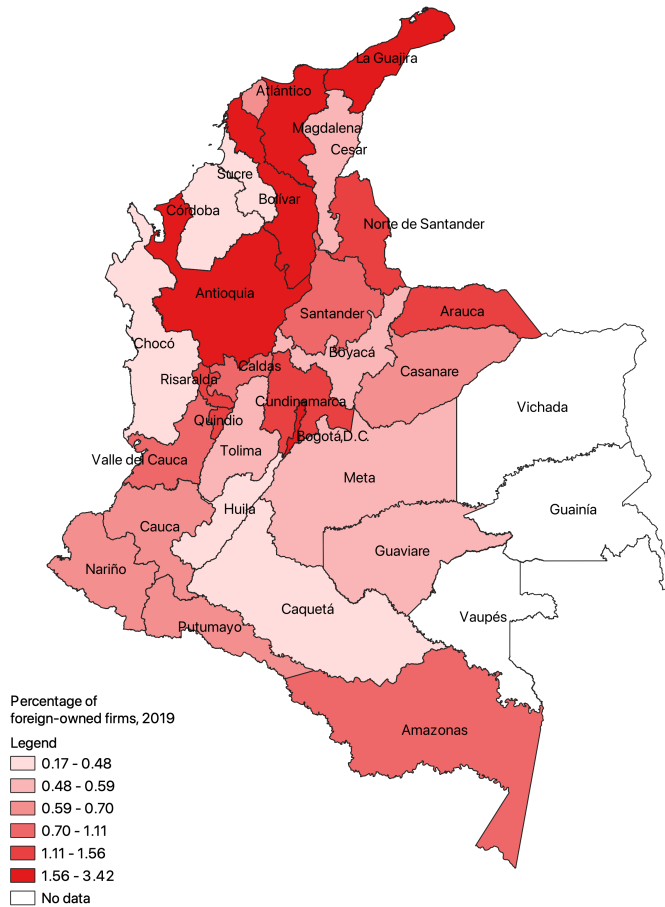 La Guajira
Atlántico
Magdalena
Cesar
Sucre
Bolívar
Córdoba
Norte de Santander
Antioquia
Santander
Arauca
Chocó
Boyacá
Caldas
Casanare
Risaralda
Cundinamarca
Vichada
Quindio
Bogotá,D.C.
Tolima
Valle del Cauca
Meta
Huila
Guainía
Cauca
Guaviare
Nariño
Caquetá
Vaupés
Putumayo
Amazonas
Percentage of
foreign-owned firms, 2019
Legend
0.17 - 0.48
0.48 - 0.59
0.59 - 0.70
0.70 - 1.11
1.11 - 1.56
1.56 - 3.42
No data